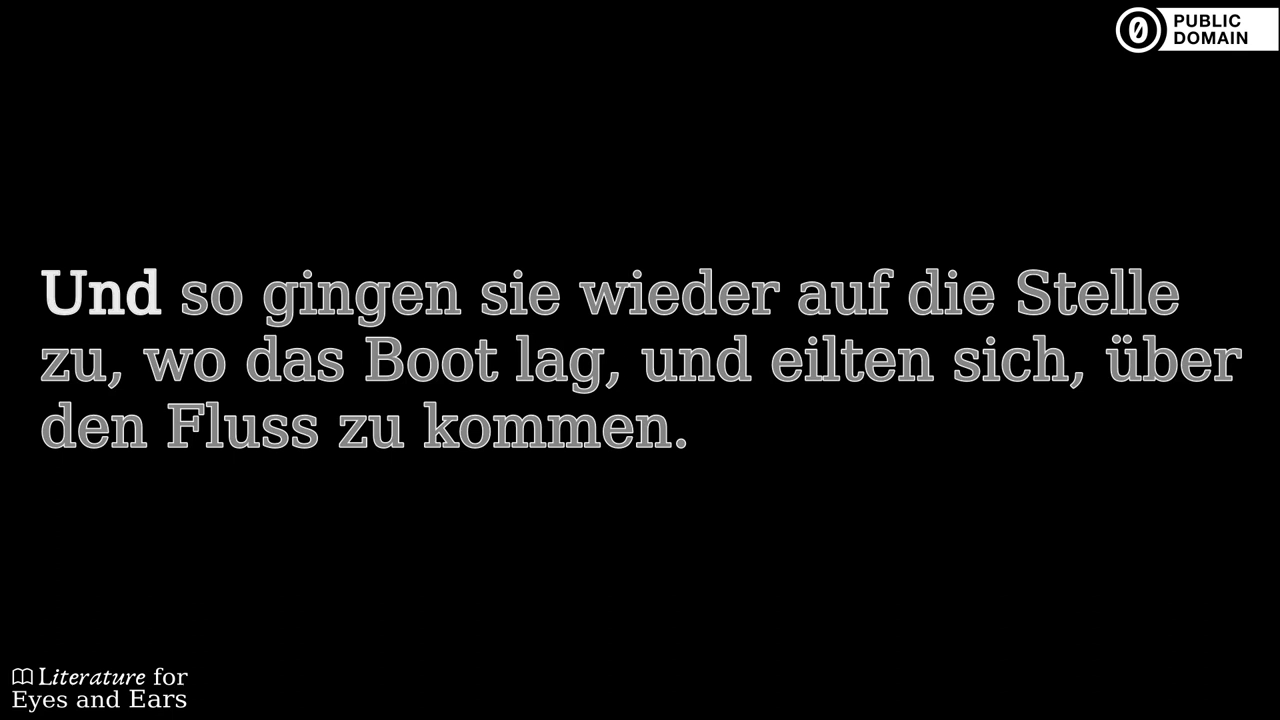 PUBLIC
DOMAIN
Und so gingen sie wieder auf die Stelle
zu, wo das Boot lag, und eilten sich, über
den Fluss zu kommen.
Literature for
Eyes and Ears